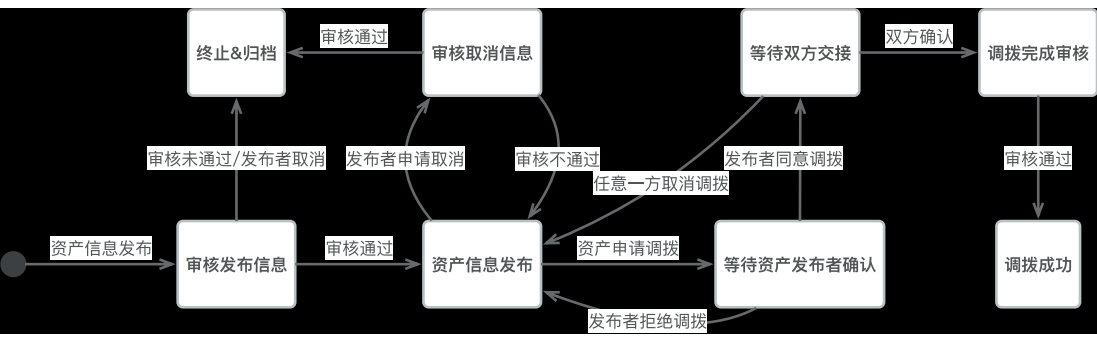 审核通过
双方确认
终止&归档
审核取消信息
等待双方交接
调拨完成审核
审核未通过/发布者取消
发布者申请取消
审核不通过
发布者同意调拨
审核通过
任意一方取消调拨
资产信息发布
审核通过
资产申请调拨
审核发布信息
资产信息发布
等待资产发布者确认
调拨成功
发布者拒绝调拨